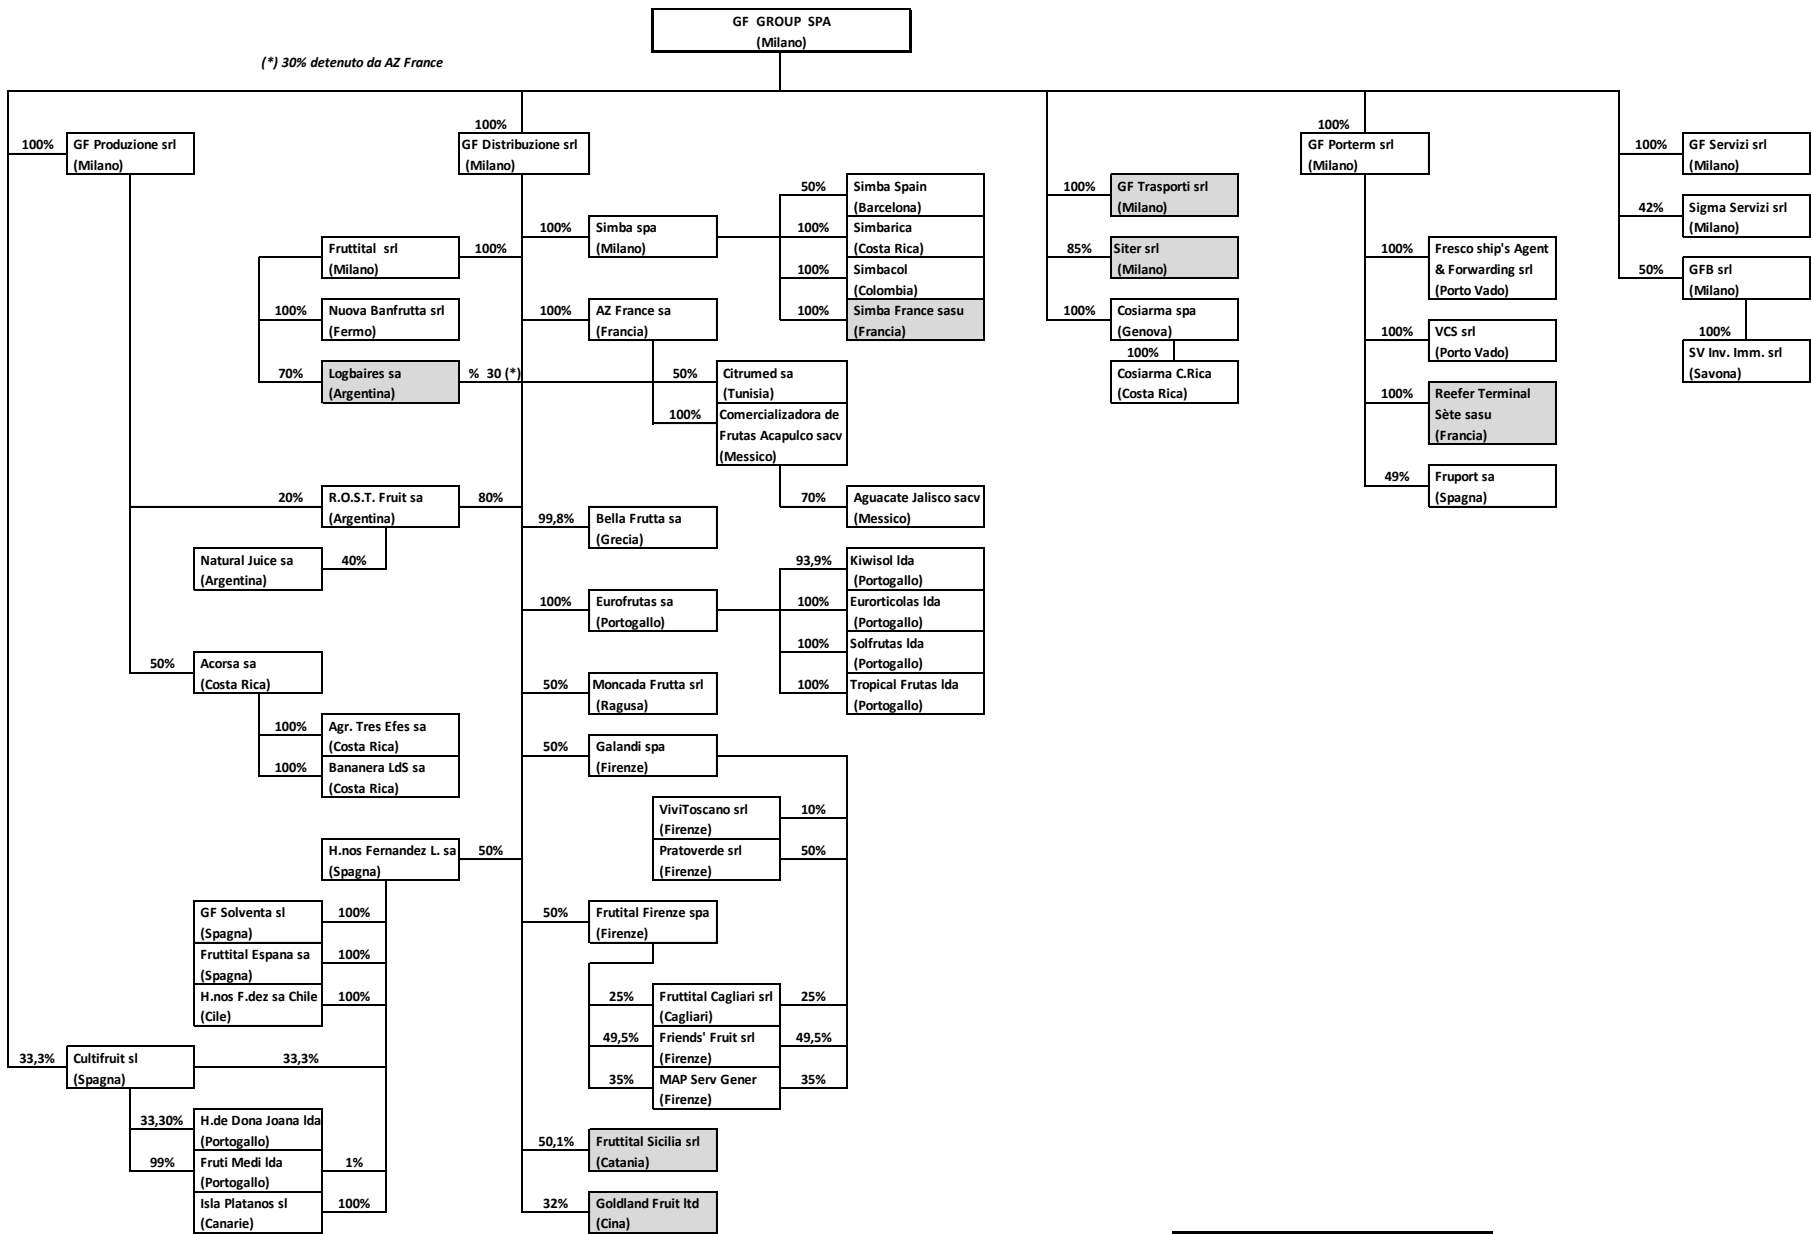 GF GROUP SPA
(Milano)
(*) 30% detenuto da AZ France
100%
GF Produzione srl
(Milano)
100%
GF Distribuzione srl
(Milano)
100%
GF Porterm srl
(Milano)
100%
GF Servizi srl
(Milano)
50%
Simba Spain
(Barcelona)
100%
GF Trasporti srl
(Milano)
42%
Sigma Servizi srl
(Milano)
100%
Simba spa
(Milano)
100%
Simbarica
(Costa Rica)
Fruttital srl
(Milano)
100%
85%
Siter srl
(Milano)
100%
Fresco ship's Agent
& Forwarding srl
(Porto Vado)
50%
GFB srl
(Milano)
100%
Simbacol
(Colombia)
100%
Nuova Banfrutta srl
(Fermo)
100%
AZ France sa
(Francia)
100%
Simba France sasu
(Francia)
100%
Cosiarma spa
(Genova)
100%
VCS srl
(Porto Vado)
100%
SV Inv. Imm. srl
(Savona)
100%
Cosiarma C.Rica
(Costa Rica)
70%
Logbaires sa
(Argentina)
% 30 (*)
50%
Citrumed sa
(Tunisia)
100%
Reefer Terminal
Sète sasu
(Francia)
100%
Comercializadora de
Frutas Acapulco sacv
(Messico)
49%
Fruport sa
(Spagna)
20%
R.O.S.T. Fruit sa
(Argentina)
80%
70%
Aguacate Jalisco sacv
(Messico)
99,8%
Bella Frutta sa
(Grecia)
Natural Juice sa
(Argentina)
40%
93,9%
Kiwisol lda
(Portogallo)
100%
Eurofrutas sa
(Portogallo)
100%
Eurorticolas lda
(Portogallo)
100%
Solfrutas lda
(Portogallo)
50%
Acorsa sa
(Costa Rica)
50%
Moncada Frutta srl
(Ragusa)
100%
Tropical Frutas lda
(Portogallo)
100%
Agr. Tres Efes sa
(Costa Rica)
50%
Galandi spa
(Firenze)
100%
Bananera LdS sa
(Costa Rica)
ViviToscano srl
(Firenze)
10%
H.nos Fernandez L. sa
(Spagna)
50%
Pratoverde srl
(Firenze)
50%
GF Solventa sl
(Spagna)
100%
50%
Frutital Firenze spa
(Firenze)
Fruttital Espana sa
(Spagna)
100%
H.nos F.dez sa Chile
(Cile)
100%
25%
Fruttital Cagliari srl
(Cagliari)
25%
49,5%
Friends' Fruit srl
(Firenze)
49,5%
33,3%
Cultifruit sl
(Spagna)
33,3%
35%
MAP Serv Gener
(Firenze)
35%
33,30%
H.de Dona Joana lda
(Portogallo)
50,1%
Fruttital Sicilia srl
(Catania)
99%
Fruti Medi lda
(Portogallo)
1%
Isla Platanos sl
(Canarie)
100%
32%
Goldland Fruit ltd
(Cina)